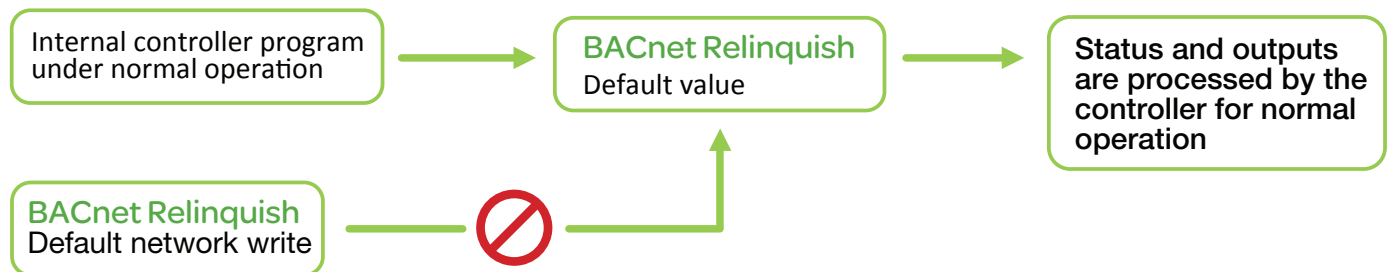 Internal controller program
under normal operation
BACnet Relinquish
Default value
Status and outputs
are processed by the
controller for normal
operation
BACnet Relinquish
Default network write